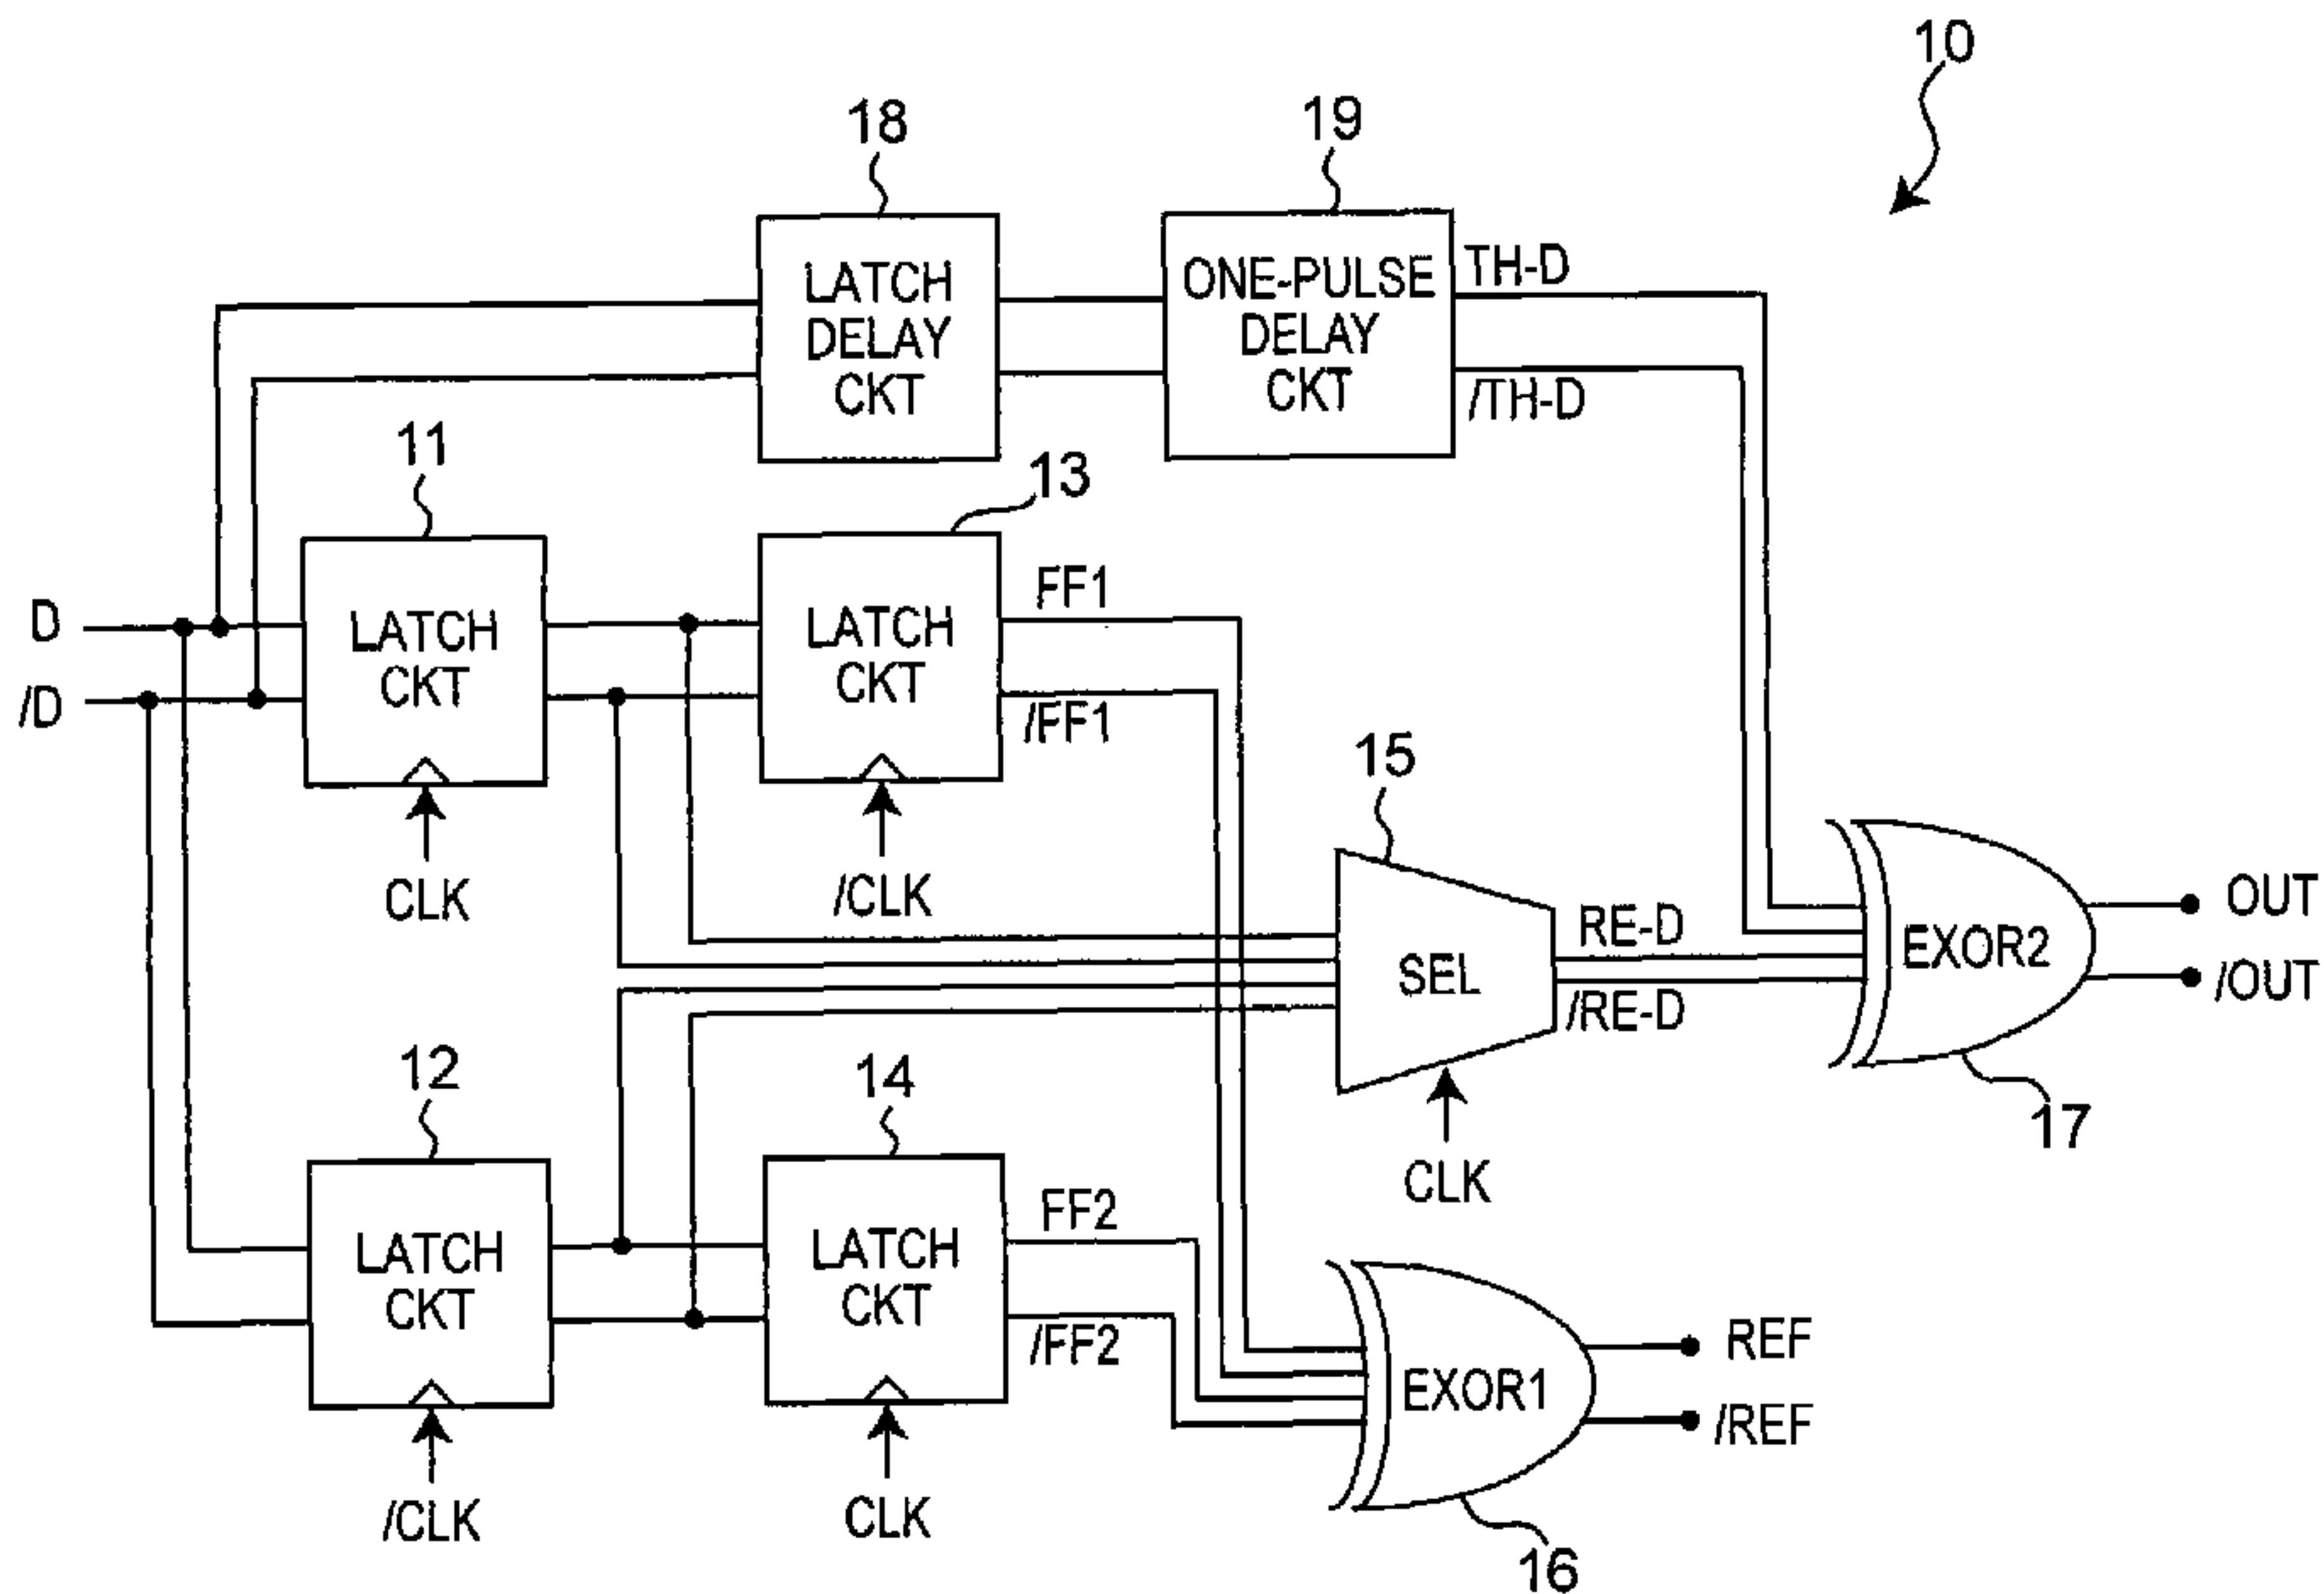 10
18
19
LATCH
DELAY
CKT
ONE-PULSE
DELAY
CKT
TH-D
/TH-D
11
13
D
/D
LATCH
CKT
CLK
LATCH
CKT
/CLK
FF1
/FF1
15
SEL
CLK
RE-D
/RE-D
EXOR2
OUT
/OUT
17
12
14
LATCH
CKT
/CLK
LATCH
CKT
CLK
FF2
/FF2
EXOR1
REF
/REF
16